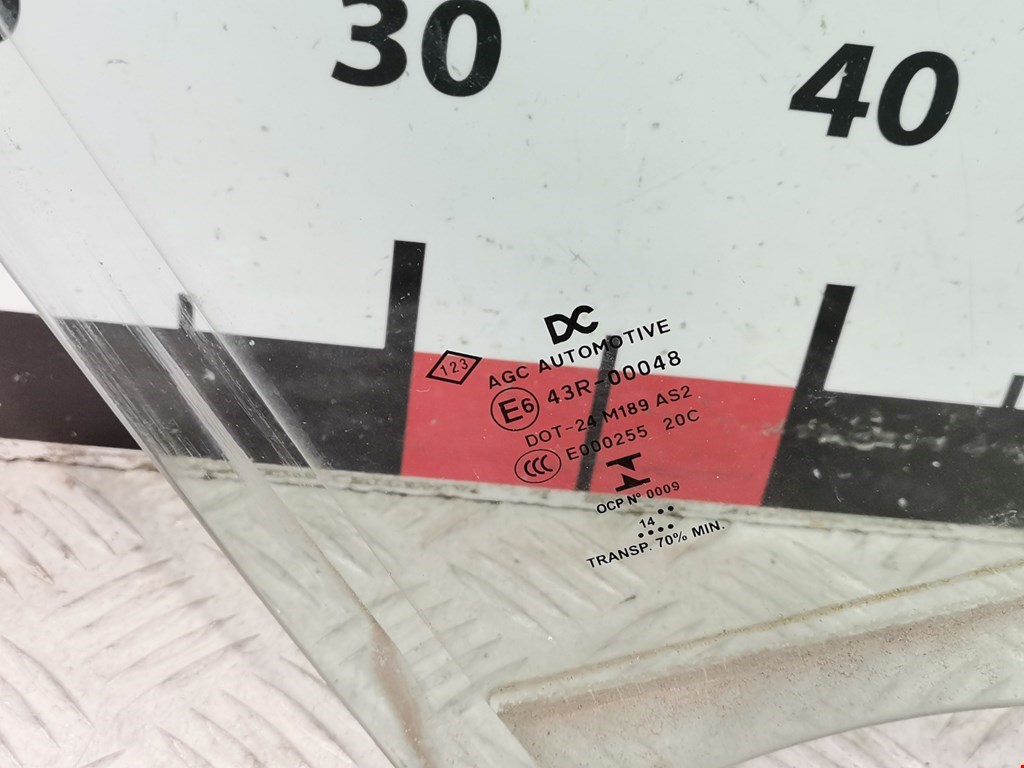 30
40
DC
AGC AUTOMOTIVE
123
E6 43R-00048
DOT-24 M189 AS2
CCC E000255 20C
OCP Nº 0009
14
TRANSP. 70% MIN.